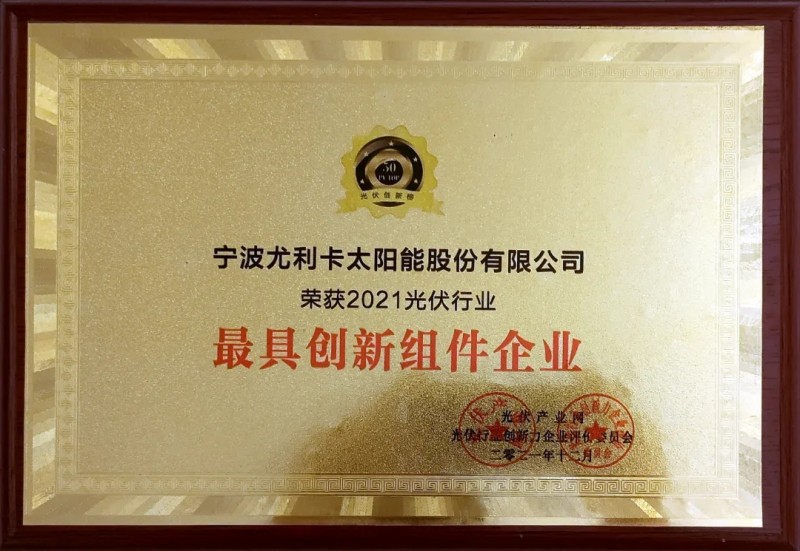 50
PV TOP
光伏创新榜
宁波尤利卡太阳能股份有限公司
荣获2021光伏行业
最具创新组件企业
光伏产业网
光伏行业创新力企业评价委员会
二零二一年十二月